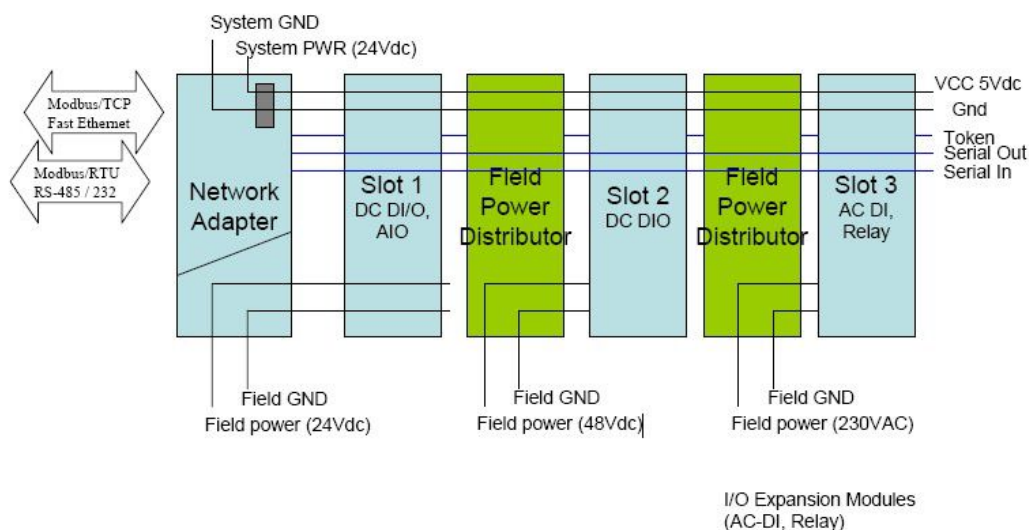 System GND
System PWR (24Vdc)
Modbus/TCP
Fast Ethernet
Modbus/RTU
RS-485 / 232
Network
Adapter
Slot 1
DC DI/O,
AIO
Field
Power
Distributor
Slot 2
DC DIO
Field
Power
Distributor
Slot 3
AC DI,
Relay
VCC 5Vdc
Gnd
Token
Serial Out
Serial In
Field GND
Field power (24Vdc)
Field GND
Field power (48Vdc)
Field GND
Field power (230VAC)
I/O Expansion Modules
(AC-DI, Relay)